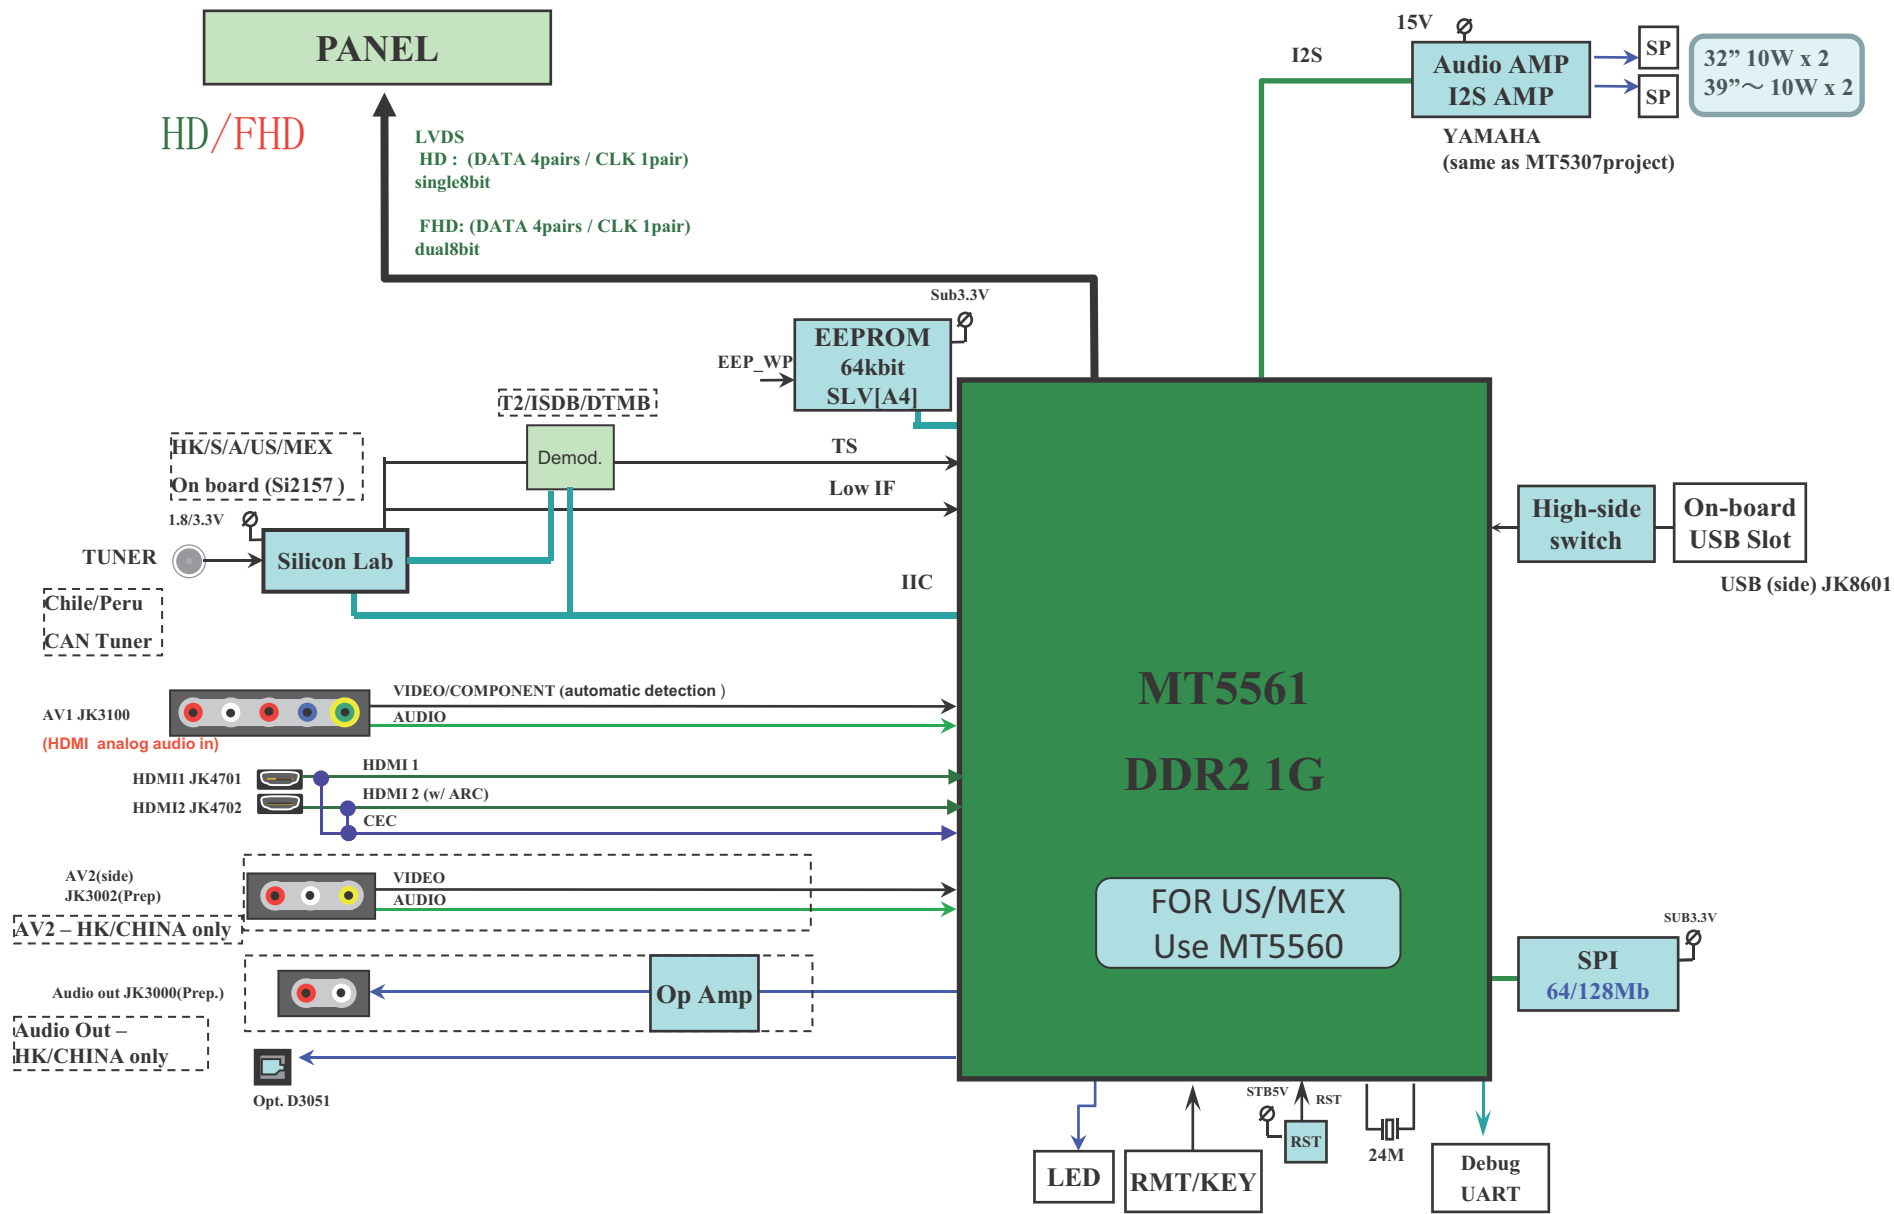 PANEL
HD/FHD
LVDS
HD : (DATA 4pairs / CLK 1pair)
single8bit
FHD: (DATA 4pairs / CLK 1pair)
dual8bit
15V
I2S
Audio AMP
I2S AMP
SP
SP
32” 10W x 2
39”～ 10W x 2
YAMAHA
(same as MT5307project)
Sub3.3V
EEPROM
64kbit
SLV[A4]
EEP_WP
T2/ISDB/DTMB
Demod.
TS
Low IF
HK/S/A/US/MEX
On board (Si2157 )
1.8/3.3V
TUNER
Silicon Lab
IIC
Chile/Peru
CAN Tuner
High-side
switch
On-board
USB Slot
USB (side) JK8601
MT5561
DDR2 1G
VIDEO/COMPONENT (automatic detection )
AUDIO
AV1 JK3100
(HDMI analog audio in)
HDMI1 JK4701
HDMI 1
HDMI2 JK4702
HDMI 2 (w/ ARC)
CEC
AV2(side)
JK3002(Prep)
VIDEO
AUDIO
AV2 – HK/CHINA only
FOR US/MEX
Use MT5560
SUB3.3V
SPI
64/128Mb
Audio out JK3000(Prep.)
Op Amp
Audio Out –
HK/CHINA only
Opt. D3051
LED
RMT/KEY
STB5V
RST
RST
24M
Debug
UART